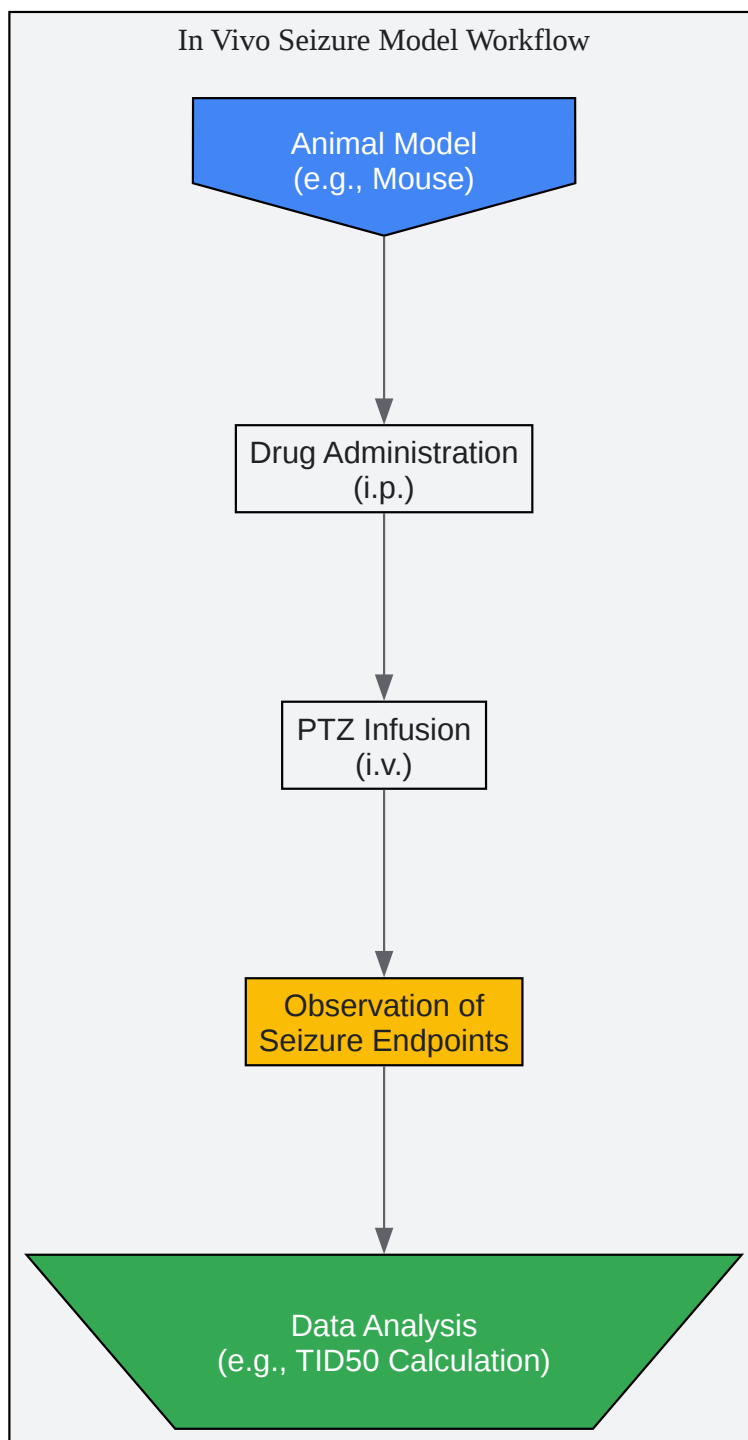 In Vivo Seizure Model Workflow
Animal Model
(e.g., Mouse)
Drug Administration
(i.p.)
PTZ Infusion
(i.v.)
Observation of
Seizure Endpoints
Data Analysis
(e.g., TID50 Calculation)